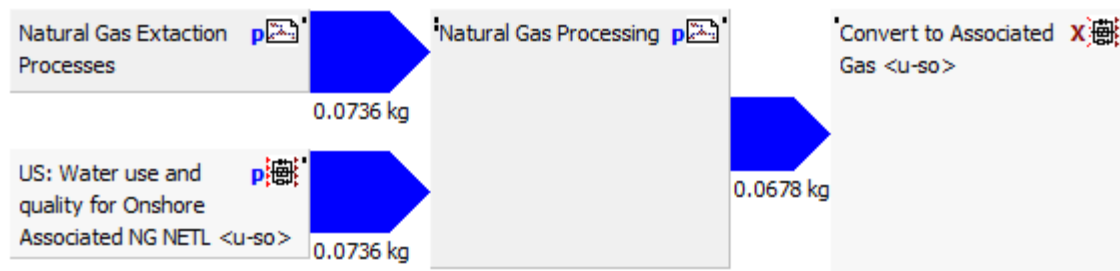 Natural Gas Extaction p
Processes
0.0736 kg
US: Water use and p
quality for Onshore
Associated NG NETL <u-so>
0.0736 kg
Natural Gas Processing p
0.0678 kg
Convert to Associated X
Gas <u-so>